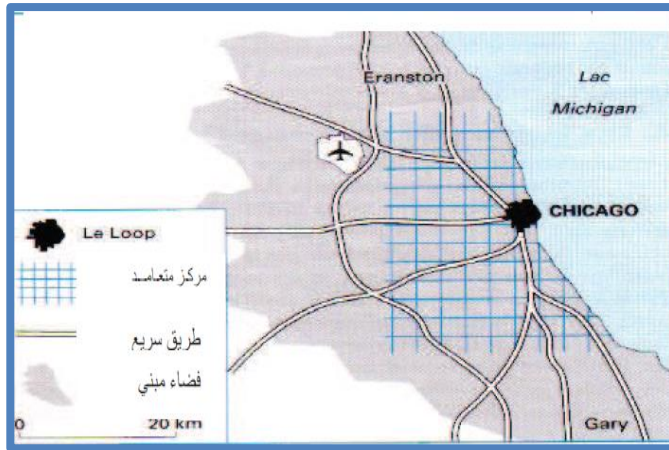 Eranston
Lac
Michigan
CHICAGO
Le Loop
مركز متعامد
طريق سريع
فضاء مبني
0 20 km
Gary